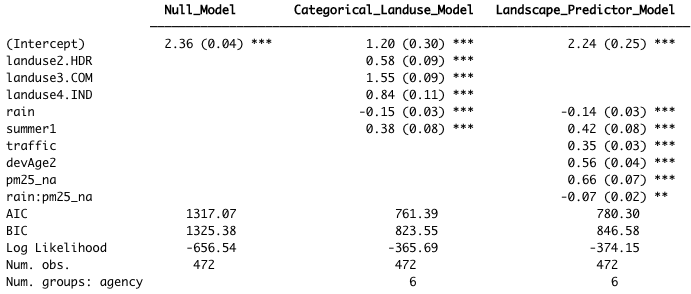 Null_Model Categorical_Landuse_Model Landscape_Predictor_Model
(Intercept) 2.36 (0.04) *** 1.20 (0.30) *** 2.24 (0.25) ***
landuse2.HDR 0.58 (0.09) ***
landuse3.COM 1.55 (0.09) ***
landuse4.IND 0.84 (0.11) ***
rain -0.15 (0.03) *** -0.14 (0.03) ***
summer1 0.38 (0.08) *** 0.42 (0.08) ***
traffic 0.35 (0.03) ***
devAge2 0.56 (0.04) ***
pm25_na 0.66 (0.07) ***
rain:pm25_na -0.07 (0.02) **
AIC 1317.07 761.39 780.30
BIC 1325.38 823.55 846.58
Log Likelihood -656.54 -365.69 -374.15
Num. obs. 472 472 472
Num. groups: agency 6 6